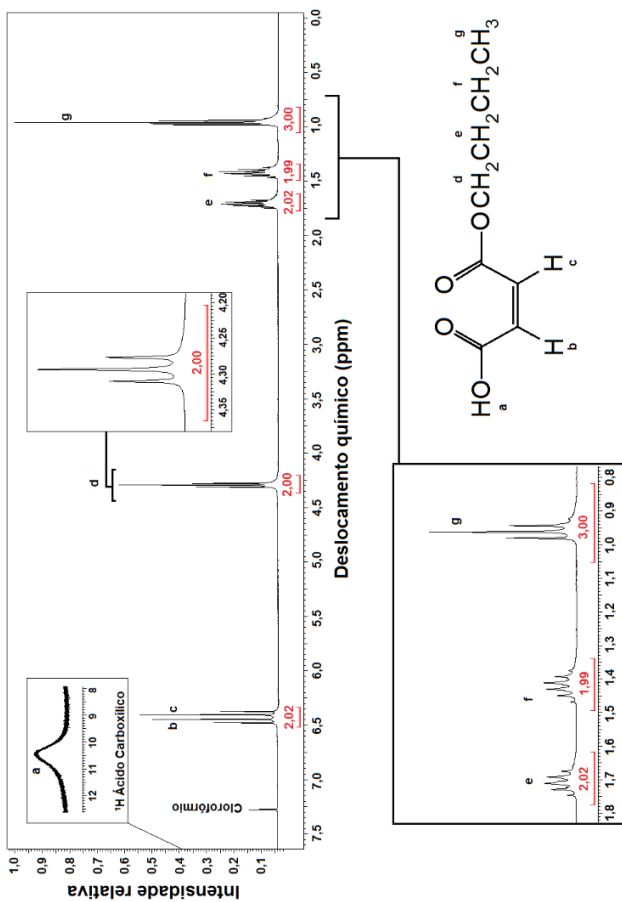 Intensidade relativa
1,0
0,9
0,8
0,7
0,6
0,5
0,4
0,3
0,2
0,1
a
12 11 10 9 8
¹H Ácido Carboxílico
Clorofórmio
b c
2,02
d
2,00
2,00
4,35 4,30 4,25 4,20
e
2,02
f
1,99
g
3,00
7,5 7,0 6,5 6,0 5,5 5,0 4,5 4,0 3,5 3,0 2,5 2,0 1,5 1,0 0,5 0,0
Deslocamento químico (ppm)
e
2,02
f
1,99
g
3,00
1,8 1,7 1,6 1,5 1,4 1,3 1,2 1,1 1,0 0,9 0,8
d e f g
O O
HO OCH2CH2CH2CH3
a
H H
b c